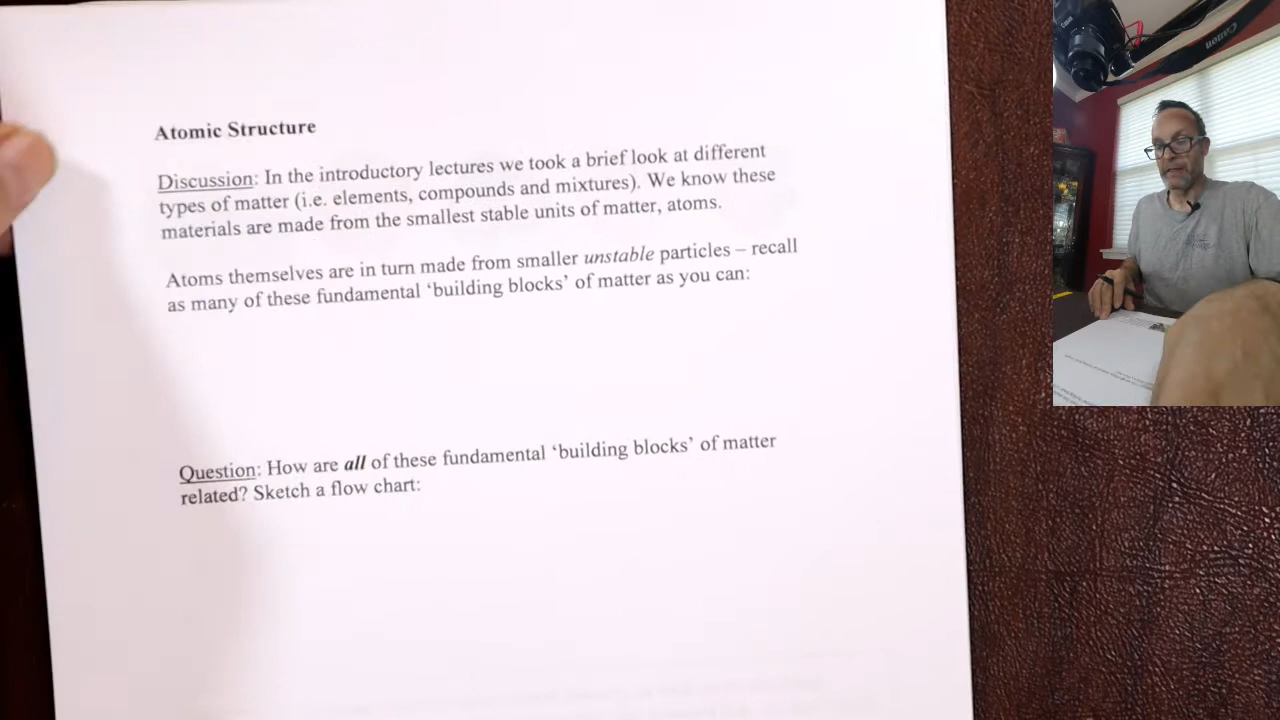 Atomic Structure
Discussion: In the introductory lectures we took a brief look at different
types of matter (i.e. elements, compounds and mixtures). We know these
materials are made from the smallest stable units of matter, atoms.
Atoms themselves are in turn made from smaller unstable particles – recall
as many of these fundamental ‘building blocks’ of matter as you can:
Question: How are all of these fundamental ‘building blocks’ of matter
related? Sketch a flow chart:
Canon
Canon